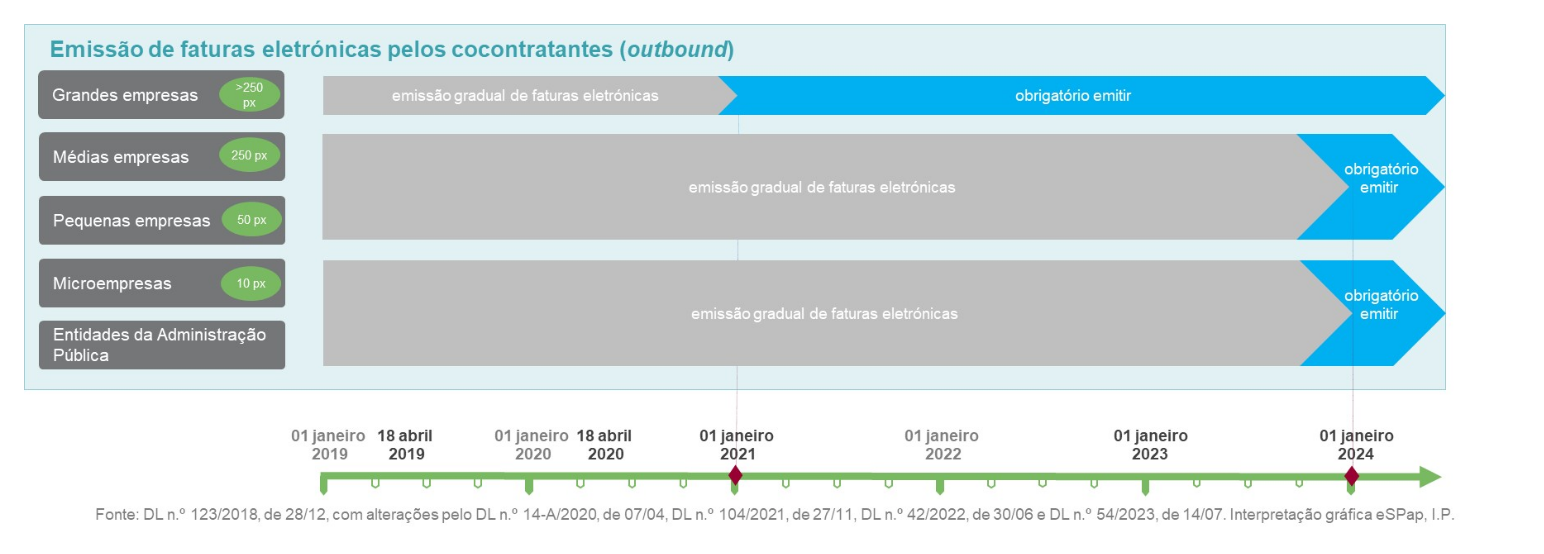 Emissão de faturas eletrónicas pelos cocontratantes (outbound)
Grandes empresas
>250
px
emissão gradual de faturas eletrónicas
obrigatório emitir
Médias empresas
250 px
Pequenas empresas
50 px
emissão gradual de faturas eletrónicas
obrigatório
emitir
Microempresas
10 px
Entidades da Administração
Pública
emissão gradual de faturas eletrónicas
obrigatório
emitir
01 janeiro
2019
18 abril
2019
01 janeiro
2020
18 abril
2020
01 janeiro
2021
01 janeiro
2022
01 janeiro
2023
01 janeiro
2024
Fonte: DL n.º 123/2018, de 28/12, com alterações pelo DL n.º 14-A/2020, de 07/04, DL n.º 104/2021, de 27/11, DL n.º 42/2022, de 30/06 e DL n.º 54/2023, de 14/07. Interpretação gráfica eSPap, I.P.